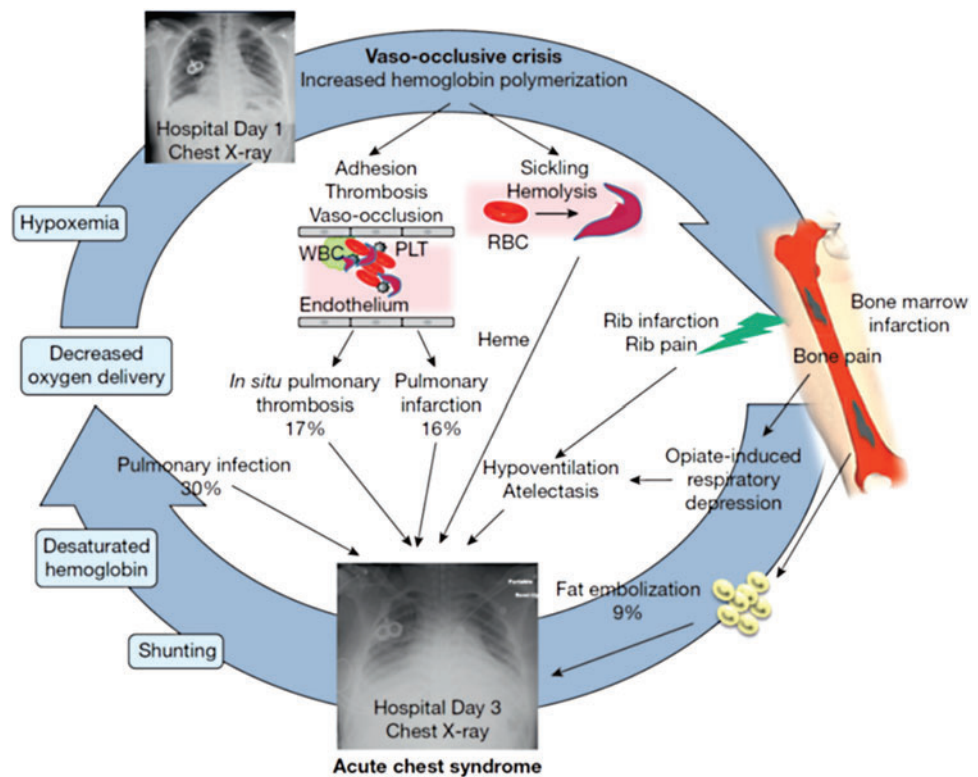 Vaso-occlusive crisis
Increased hemoglobin polymerization
Hospital Day 1
Chest X-ray
Adhesion
Thrombosis
Vaso-occlusion
WBC
PLT
Endothelium
Sickling
Hemolysis
RBC
Hypoxemia
Decreased
oxygen delivery
Heme
Rib infarction
Rib pain
Bone marrow
infarction
Bone pain
In situ pulmonary
thrombosis
17%
Pulmonary
infarction
16%
Pulmonary infection
30%
Hypoventilation
Atelectasis
Opiate-induced
respiratory
depression
Desaturated
hemoglobin
Shunting
Fat embolization
9%
Hospital Day 3
Chest X-ray
Acute chest syndrome